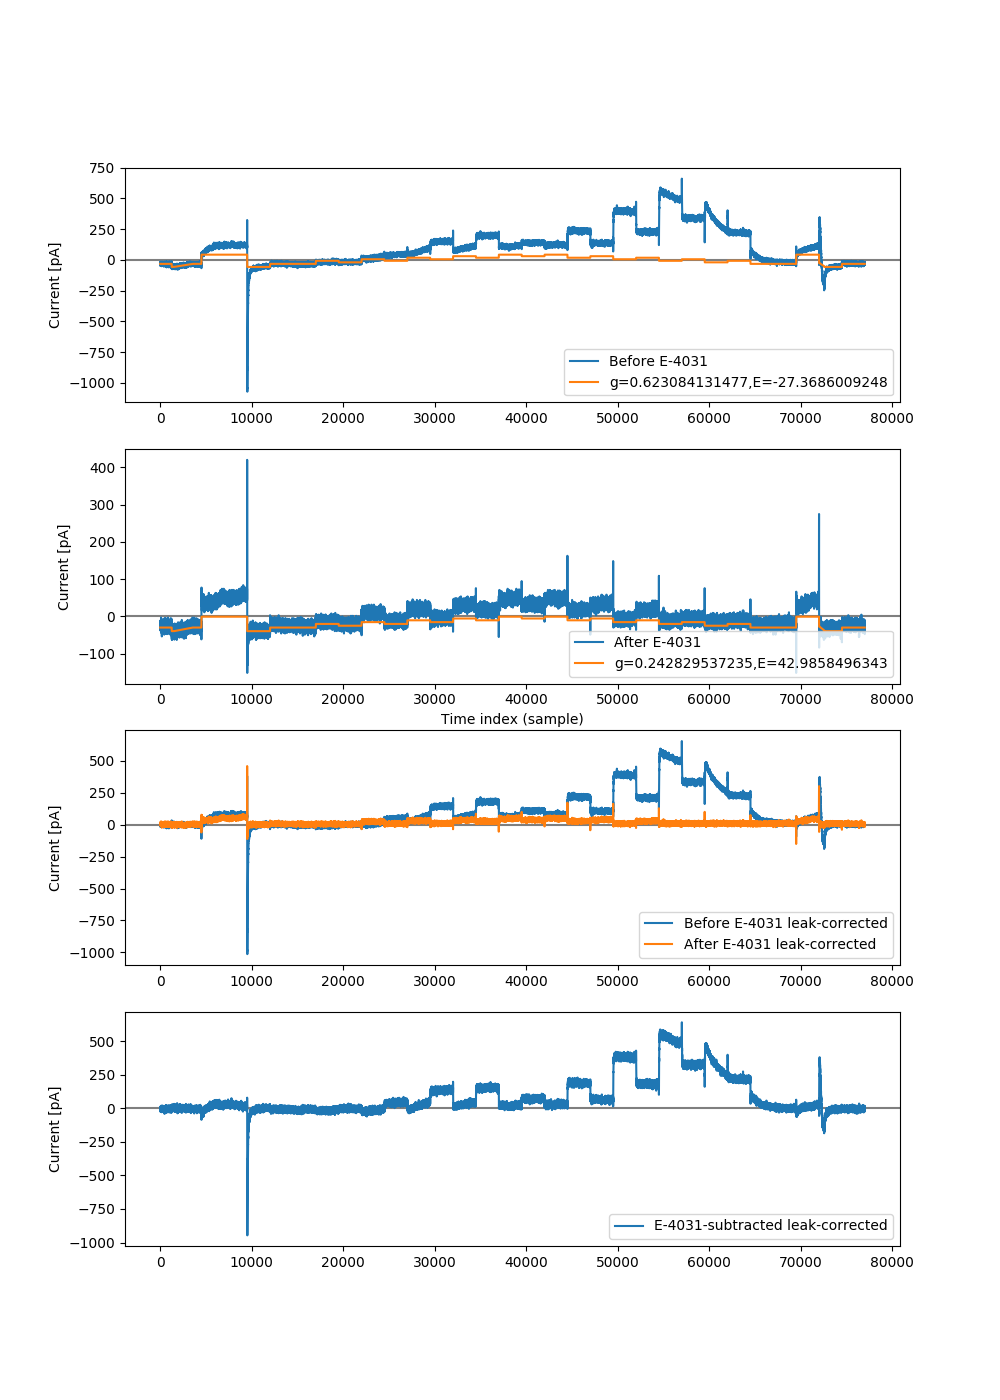 750
500
250
0
−250
−500
−750
−1000
Current [pA]
Before E-4031
g=0.623084131477,E=-27.3686009248
0 10000 20000 30000 40000 50000 60000 70000 80000
400
300
200
100
0
−100
Current [pA]
After E-4031
g=0.242829537235,E=42.9858496343
0 10000 20000 30000 40000 50000 60000 70000 80000
Time index (sample)
500
250
0
−250
−500
−750
−1000
Current [pA]
Before E-4031 leak-corrected
After E-4031 leak-corrected
0 10000 20000 30000 40000 50000 60000 70000 80000
500
250
0
−250
−500
−750
−1000
Current [pA]
E-4031-subtracted leak-corrected
0 10000 20000 30000 40000 50000 60000 70000 80000